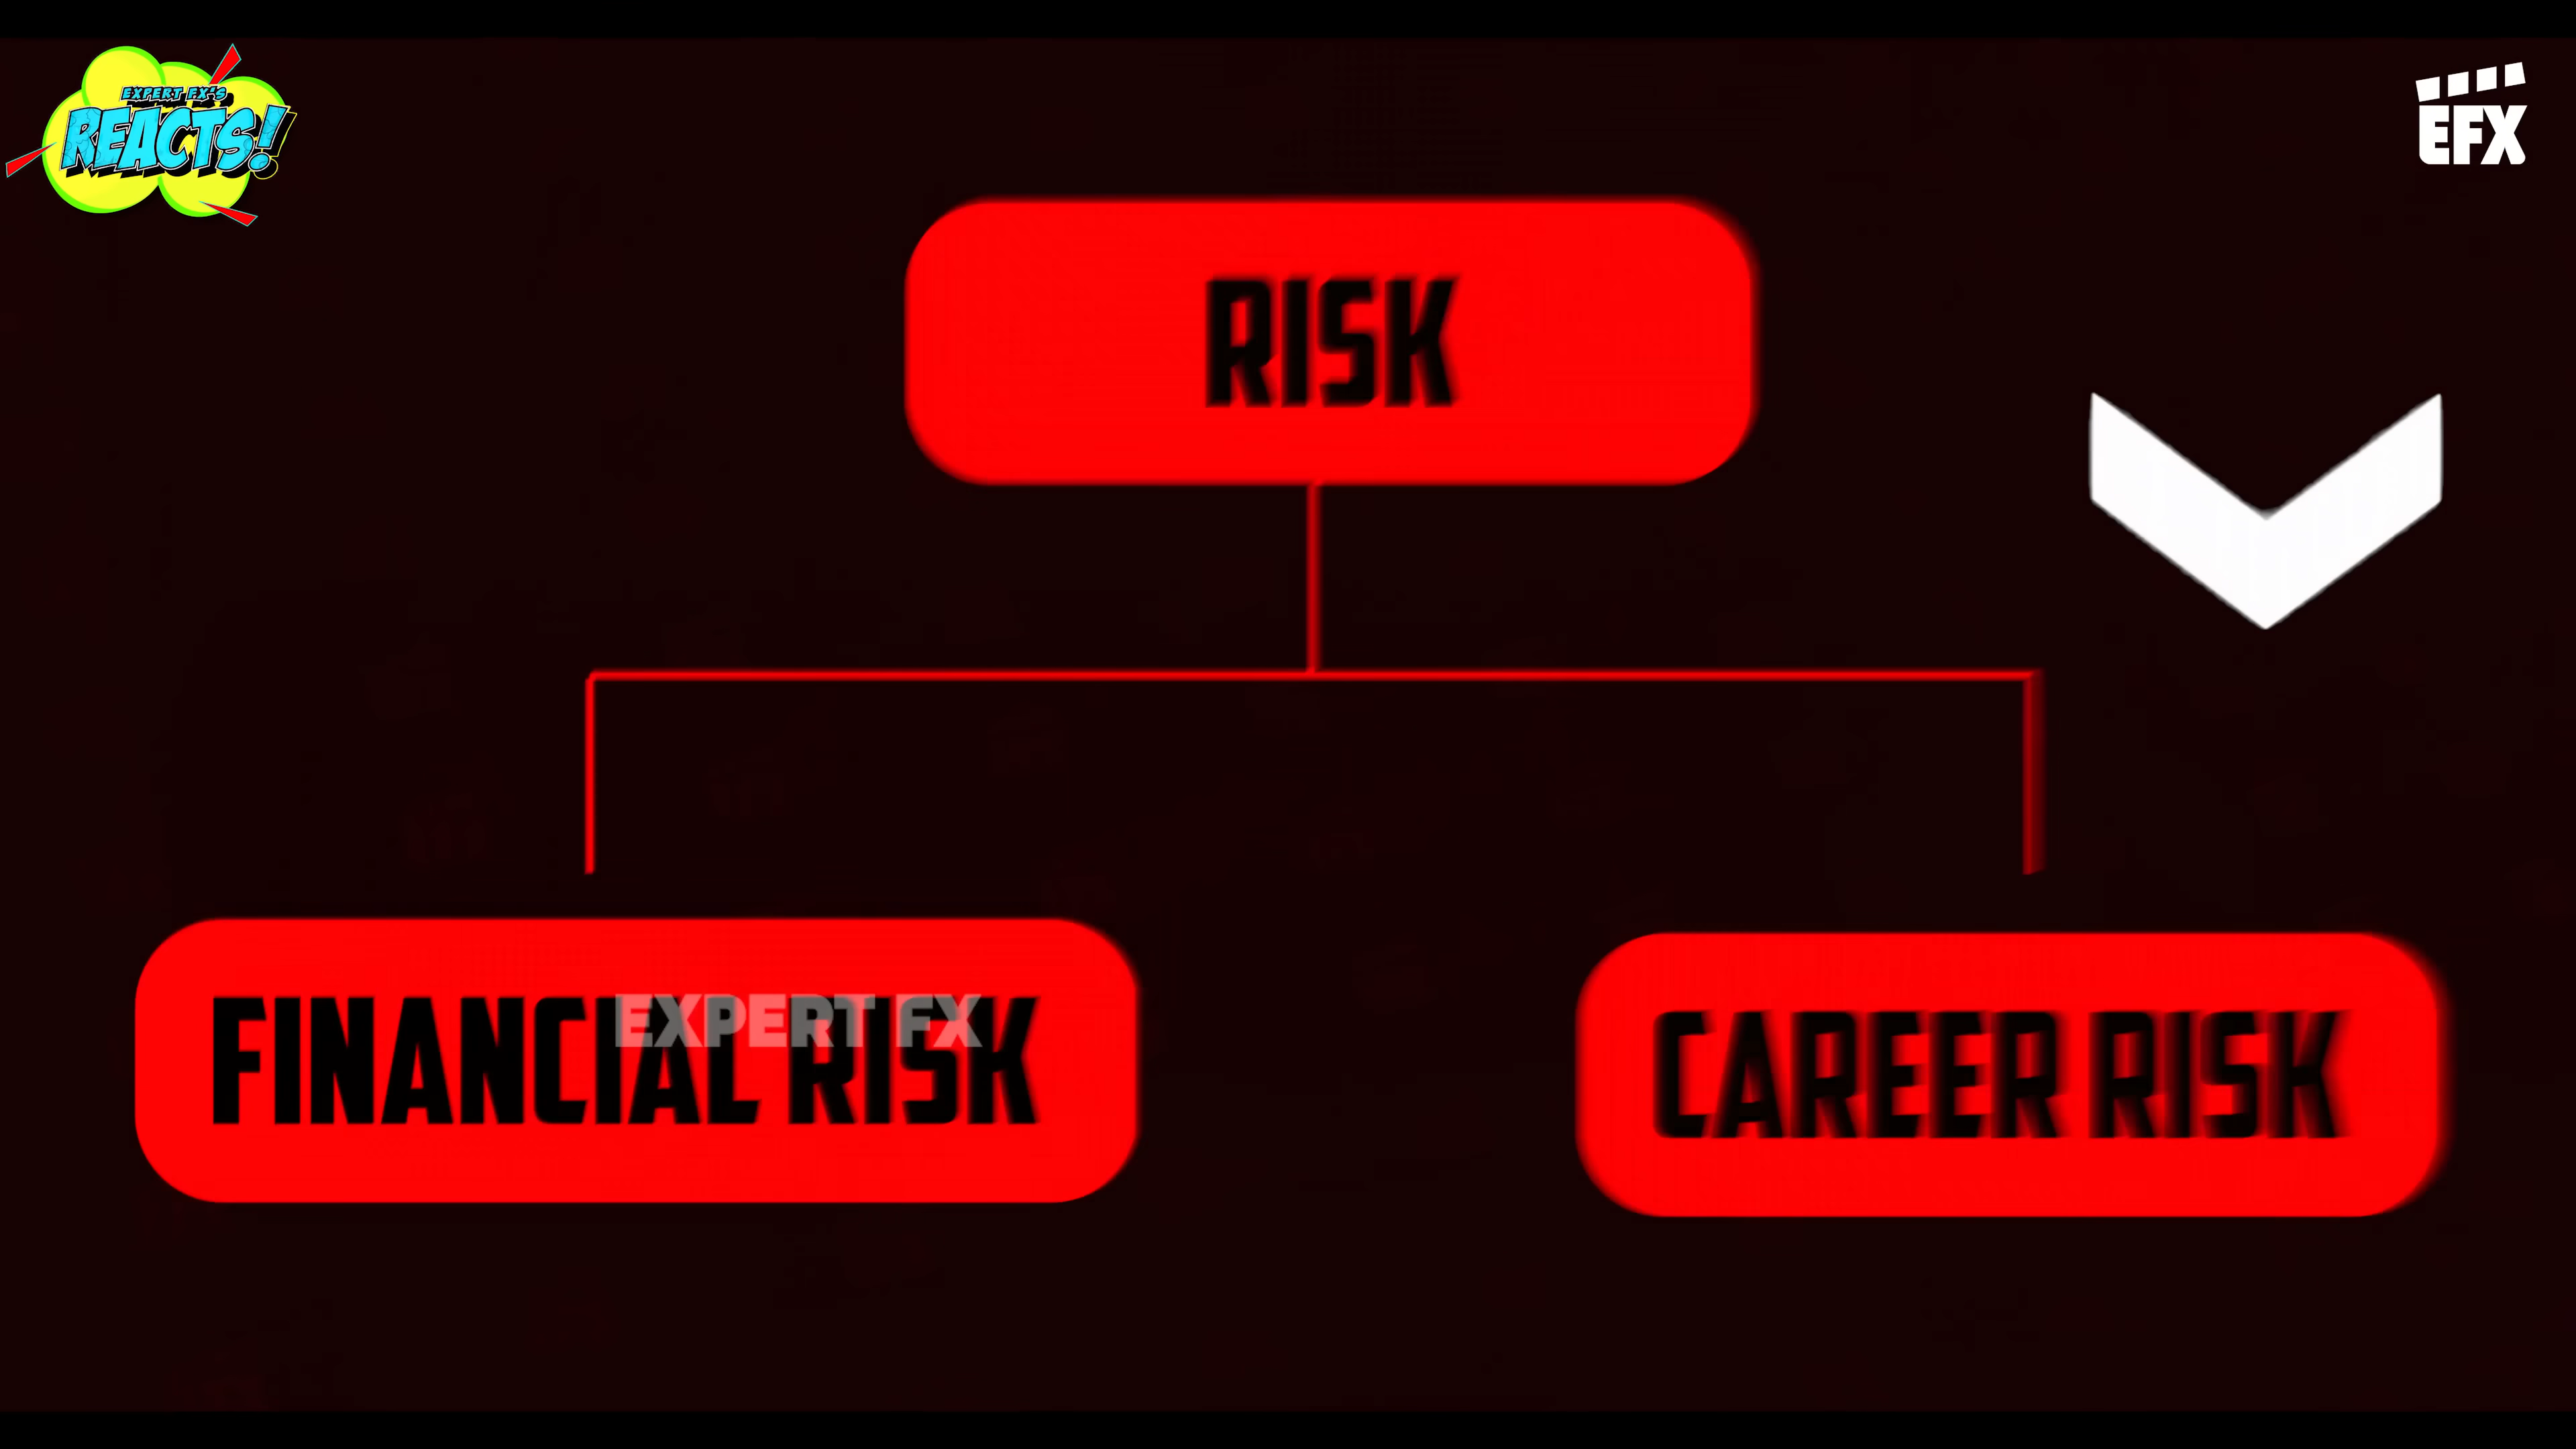 EXPERT FX'S
REACTS!
EFX
RISK
FINANCIAL RISK
EXPERT FX
CAREER RISK